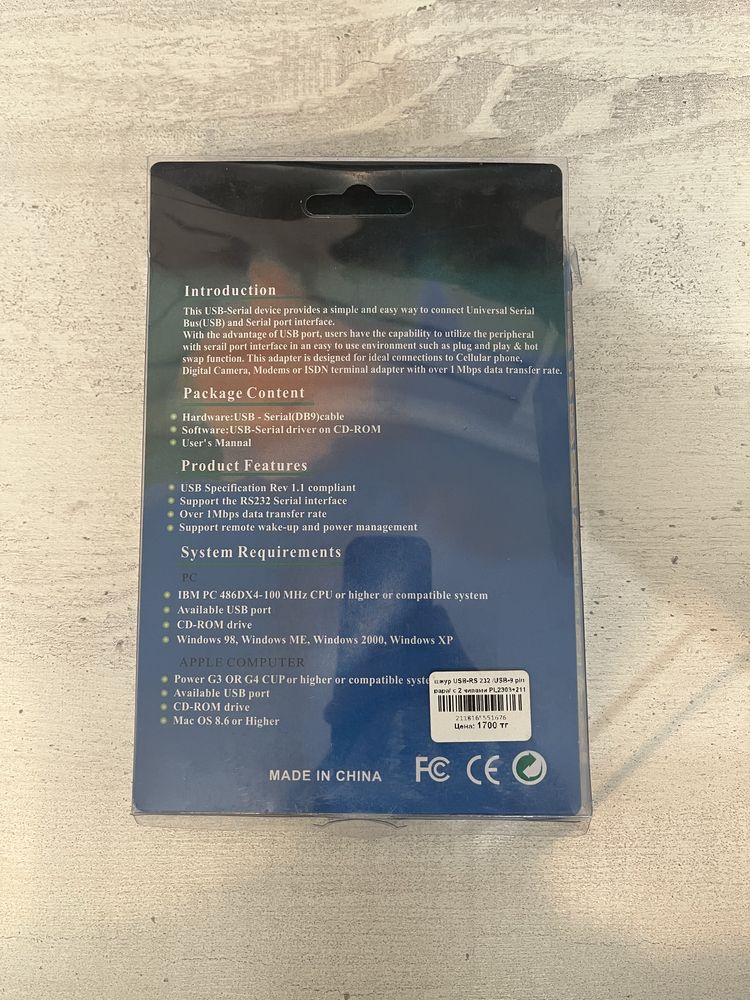 Introduction
This USB-Serial device provides a simple and easy way to connect Universal Serial
Bus(USB) and Serial port interface.
With the advantage of USB port, users have the capability to utilize the peripheral
with serail port interface in an easy to use environment such as plug and play & hot
swap function. This adapter is designed for ideal connections to Cellular phone,
Digital Camera, Modems or ISDN terminal adapter with over 1Mbps data transfer rate.
Package Content
Hardware:USB - Serial(DB9)cable
Software:USB-Serial driver on CD-ROM
User's Mannal
Product Features
USB Specification Rev 1.1 compliant
Support the RS232 Serial interface
Over 1Mbps data transfer rate
Support remote wake-up and power management
System Requirements
PC
IBM PC 486DX4-100 MHz CPU or higher or compatible system
Available USB port
CD-ROM drive
Windows 98, Windows ME, Windows 2000, Windows XP
APPLE COMPUTER
Power G3 OR G4 CUP or higher or compatible syste
Available USB port
CD-ROM drive
Mac OS 8.6 or Higher
шнур USB-RS 232 /USB-9 pin
papa/ с 2 чипами PL2303+211
211816 551676
Цена: 1700 тг
MADE IN CHINA
FC CE